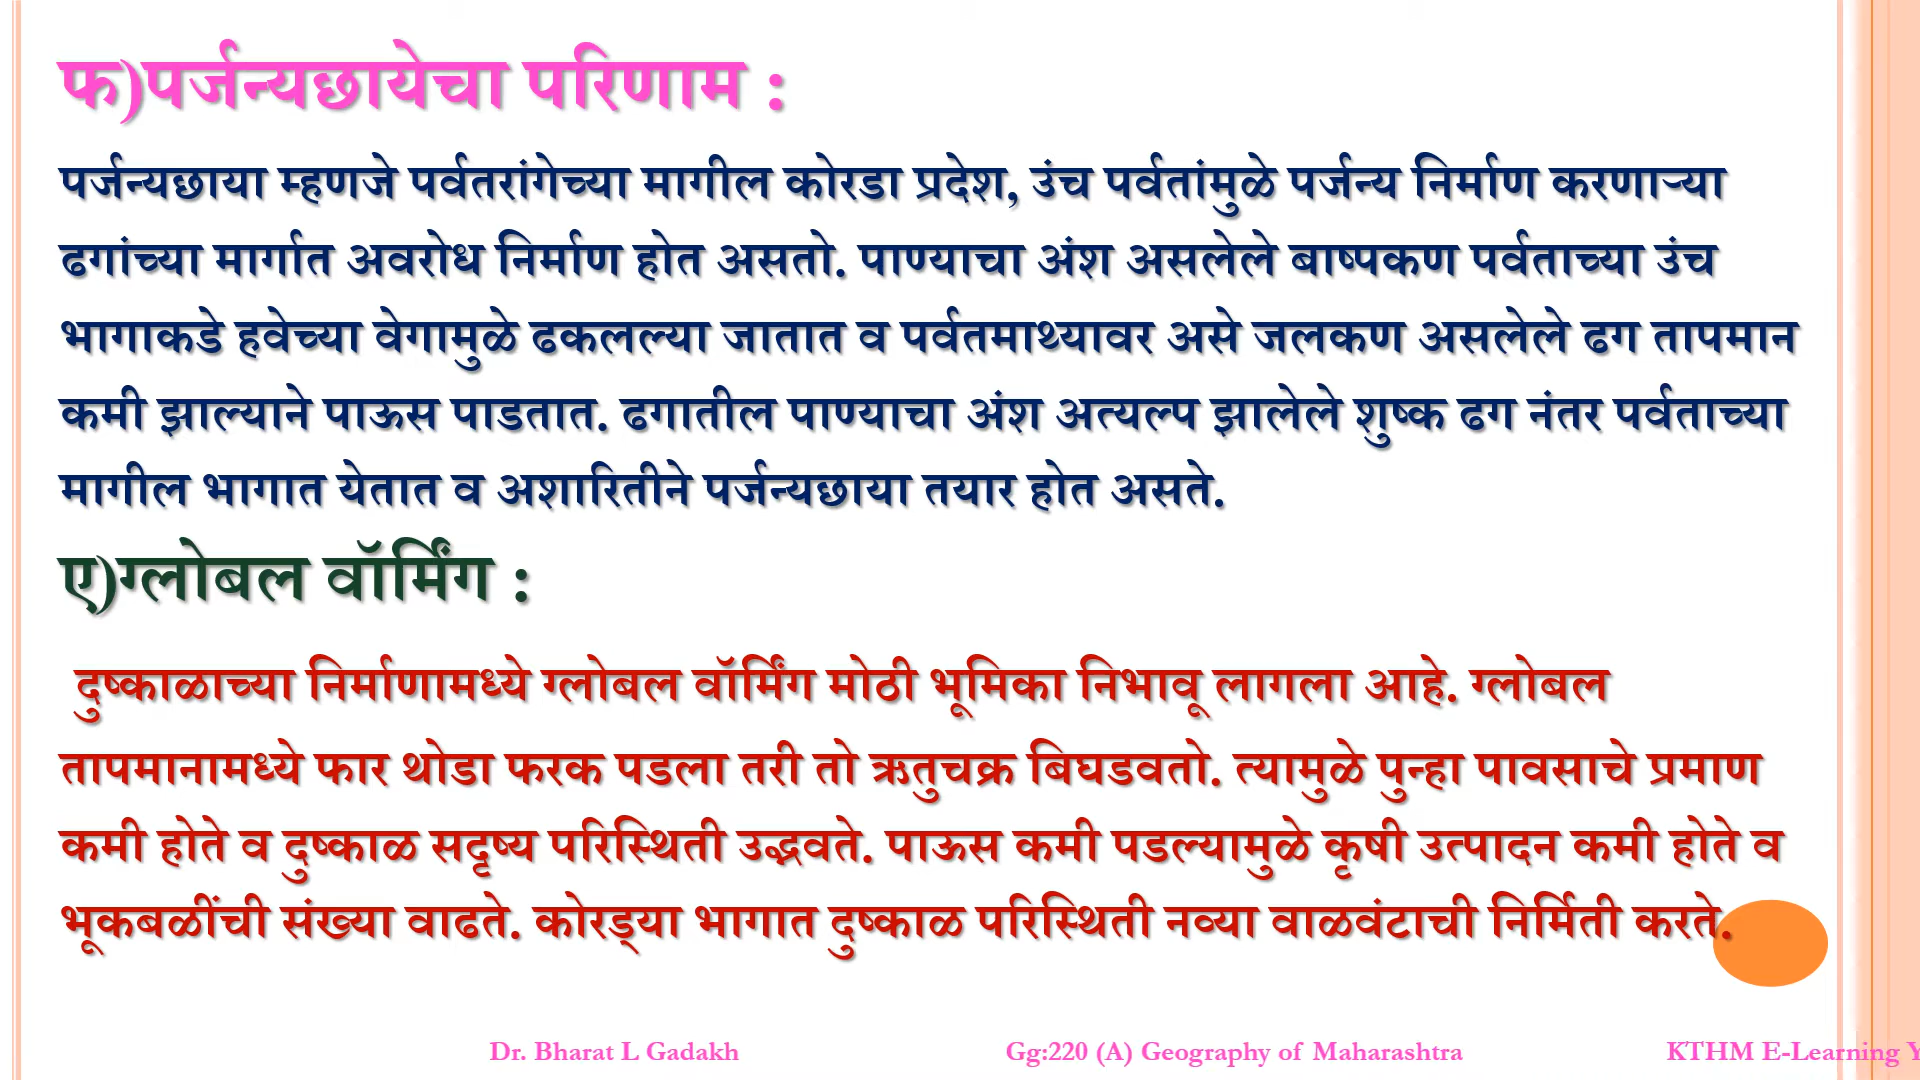 फ)पर्जन्यछायेचा परिणाम :
पर्जन्यछाया म्हणजे पर्वतरांगेच्या मागील कोरडा प्रदेश, उंच पर्वतांमुळे पर्जन्य निर्माण करणाऱ्या
ढगांच्या मार्गात अवरोध निर्माण होत असतो. पाण्याचा अंश असलेले बाष्पकण पर्वताच्या उंच
भागाकडे हवेच्या वेगामुळे ढकलल्या जातात व पर्वतमाथ्यावर असे जलकण असलेले ढग तापमान
कमी झाल्याने पाऊस पाडतात. ढगातील पाण्याचा अंश अत्यल्प झालेले शुष्क ढग नंतर पर्वताच्या
मागील भागात येतात व अशारितीने पर्जन्यछाया तयार होत असते.
ए)ग्लोबल वॉर्मिंग :
दुष्काळाच्या निर्माणामध्ये ग्लोबल वॉर्मिंग मोठी भूमिका निभावू लागला आहे. ग्लोबल
तापमानामध्ये फार थोडा फरक पडला तरी तो ऋतुचक्र बिघडवतो. त्यामुळे पुन्हा पावसाचे प्रमाण
कमी होते व दुष्काळ सदृष्य परिस्थिती उद्भवते. पाऊस कमी पडल्यामुळे कृषी उत्पादन कमी होते व
भूकबळींची संख्या वाढते. कोरड्या भागात दुष्काळ परिस्थिती नव्या वाळवंटाची निर्मिती करते.
Dr. Bharat L Gadakh Gg:220 (A) Geography of Maharashtra KTHM E-Learning Y